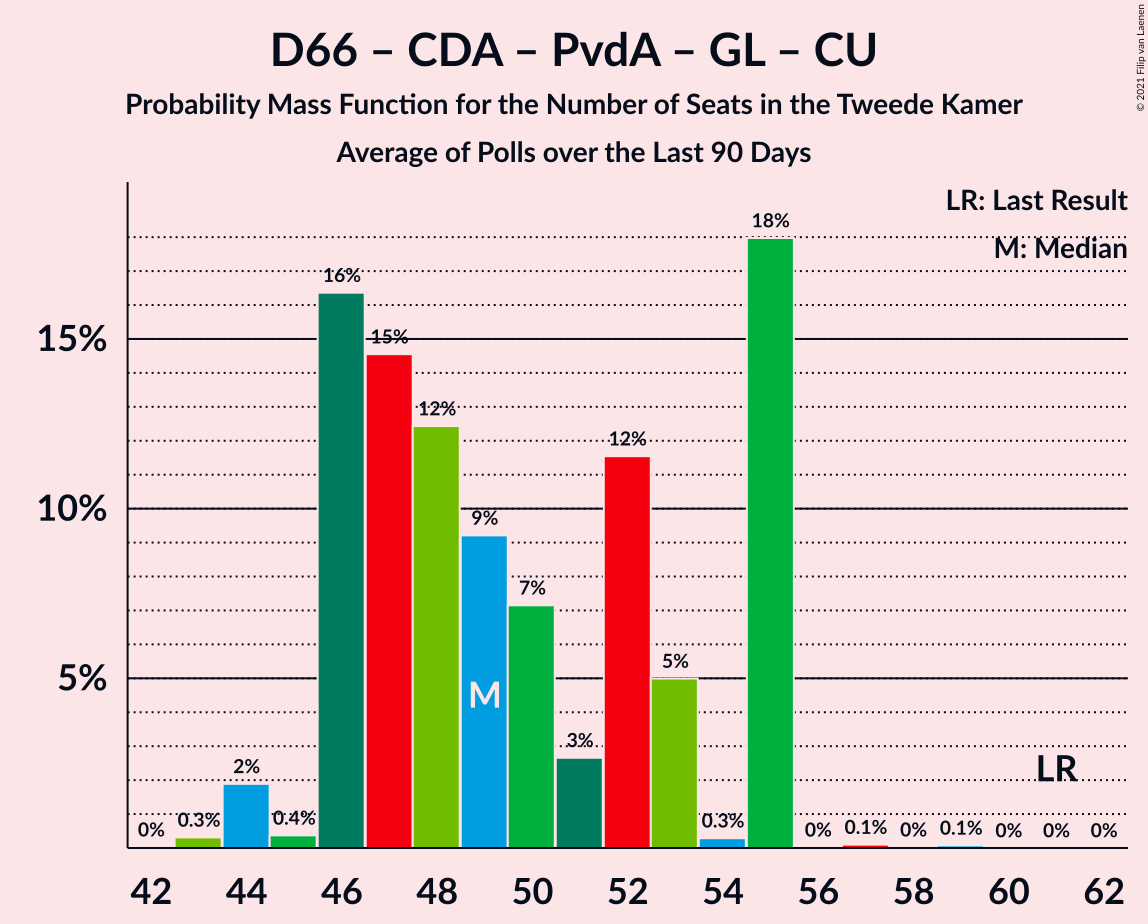 D66 – CDA – PvdA – GL – CU
Probability Mass Function for the Number of Seats in the Tweede Kamer
Average of Polls over the Last 90 Days
© 2021 Filip van Laenen
LR: Last Result
M: Median
15%
10%
5%
0%
0.3%
2%
0.4%
16%
15%
12%
9%
7%
3%
12%
5%
0.3%
18%
0%
0.1%
0%
0.1%
0%
0%
0%
M
LR
42 44 46 48 50 52 54 56 58 60 62